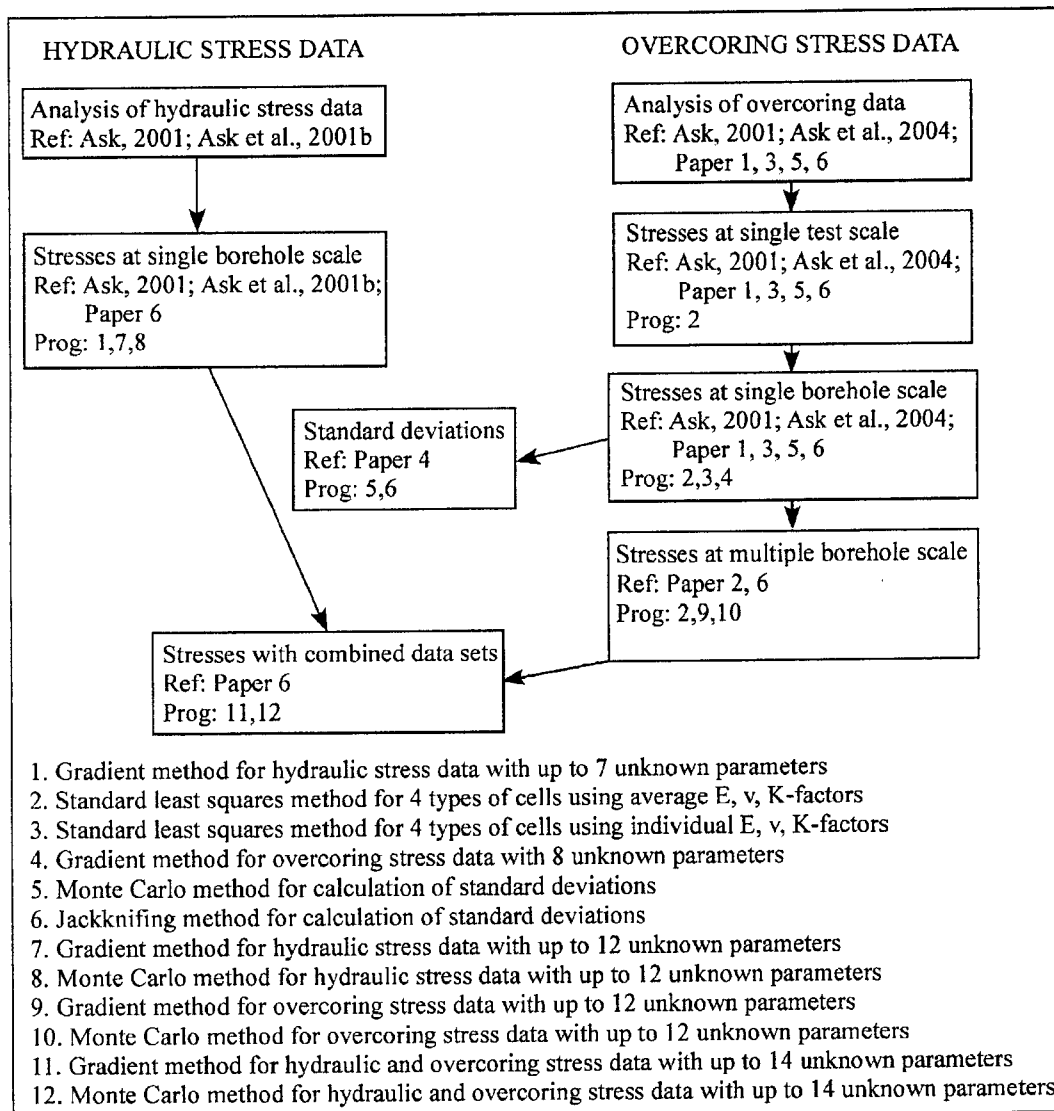 HYDRAULIC STRESS DATA
Analysis of hydraulic stress data
Ref: Ask, 2001; Ask et al., 2001b
Stresses at single borehole scale
Ref: Ask, 2001; Ask et al., 2001b;
Paper 6
Prog: 1,7,8
OVERCORING STRESS DATA
Analysis of overcoring data
Ref: Ask, 2001; Ask et al., 2004;
Paper 1, 3, 5, 6
Stresses at single test scale
Ref: Ask, 2001; Ask et al., 2004;
Paper 1, 3, 5, 6
Prog: 2
Stresses at single borehole scale
Ref: Ask, 2001; Ask et al., 2004;
Paper 1, 3, 5, 6
Prog: 2,3,4
Standard deviations
Ref: Paper 4
Prog: 5,6
Stresses at multiple borehole scale
Ref: Paper 2, 6
Prog: 2,9,10
Stresses with combined data sets
Ref: Paper 6
Prog: 11,12
1. Gradient method for hydraulic stress data with up to 7 unknown parameters
2. Standard least squares method for 4 types of cells using average E, v, K-factors
3. Standard least squares method for 4 types of cells using individual E, v, K-factors
4. Gradient method for overcoring stress data with 8 unknown parameters
5. Monte Carlo method for calculation of standard deviations
6. Jackknifing method for calculation of standard deviations
7. Gradient method for hydraulic stress data with up to 12 unknown parameters
8. Monte Carlo method for hydraulic stress data with up to 12 unknown parameters
9. Gradient method for overcoring stress data with up to 12 unknown parameters
10. Monte Carlo method for overcoring stress data with up to 12 unknown parameters
11. Gradient method for hydraulic and overcoring stress data with up to 14 unknown parameters
12. Monte Carlo method for hydraulic and overcoring stress data with up to 14 unknown parameters